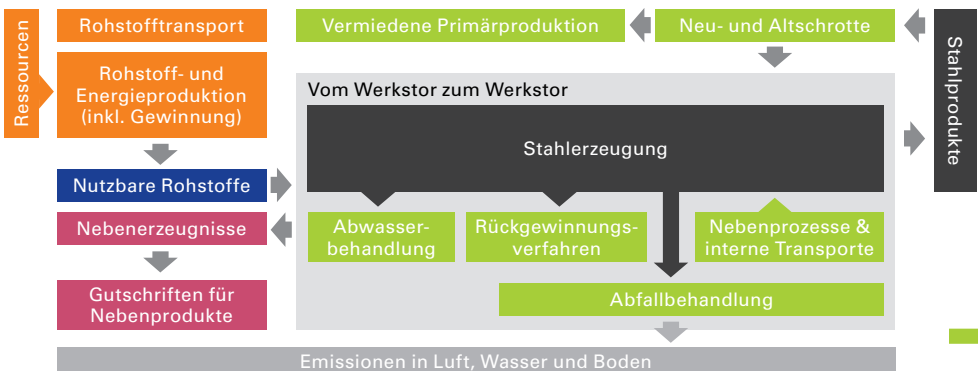 Ressourcen
Rohstofftransport
Rohstoff- und
Energieproduktion
(inkl. Gewinnung)
Nutzbare Rohstoffe
Nebenerzeugnisse
Gutschriften für
Nebenprodukte
Vermiedene Primärproduktion
Neu- und Altschrotte
Stahlprodukte
Vom Werkstor zum Werkstor
Stahlerzeugung
Abwasser-
behandlung
Rückgewinnungs-
verfahren
Nebenprozesse &
interne Transporte
Abfallbehandlung
Emissionen in Luft, Wasser und Boden